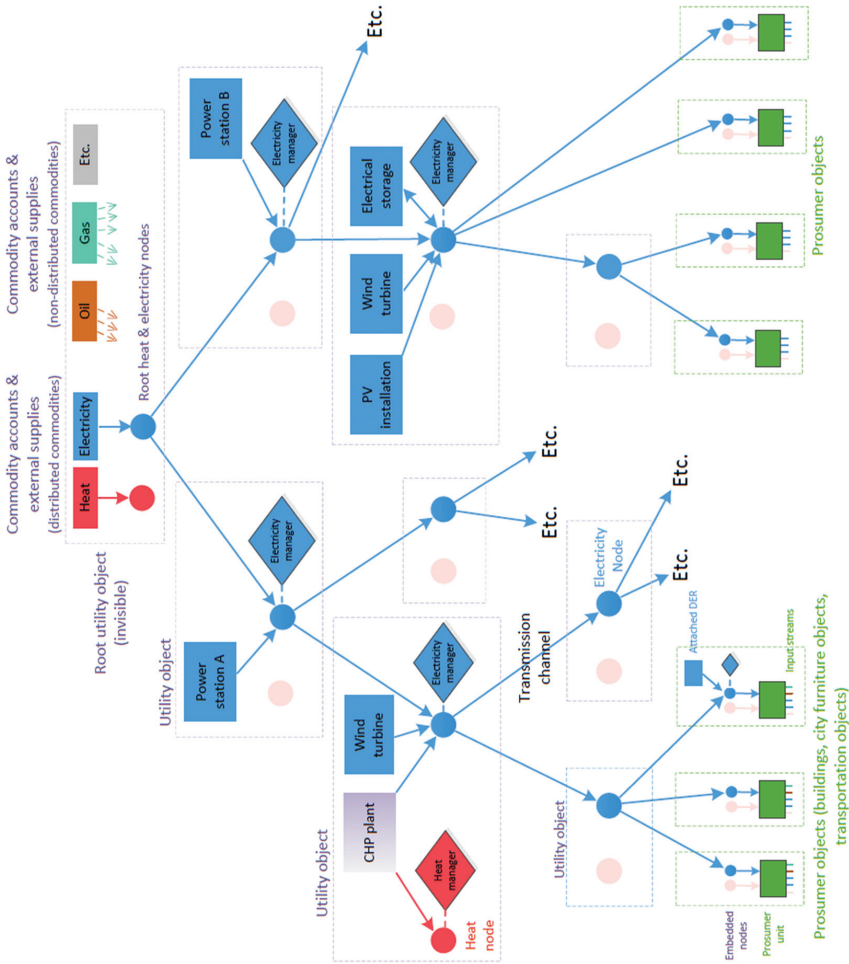 Commodity accounts &
external supplies
(distributed commodities)
Commodity accounts &
external supplies
(non-distributed commodities)
Heat
Electricity
Oil
Gas
Etc.
Root heat & electricity nodes
Root utility object
(invisible)
Utility object
Power
station A
Electricity
manager
Power
station B
Electricity
manager
Etc.
Utility object
CHP plant
Wind
turbine
Heat
manager
Electricity
manager
Heat
node
PV
installation
Wind
turbine
Electrical
storage
Electricity
manager
Etc.
Etc.
Transmission
channel
Electricity
Node
Etc.
Etc.
Utility object
Attached DER
Input streams
Embedded
nodes
Prosumer
unit
Prosumer objects (buildings, city furniture objects,
transportation objects)
Prosumer objects